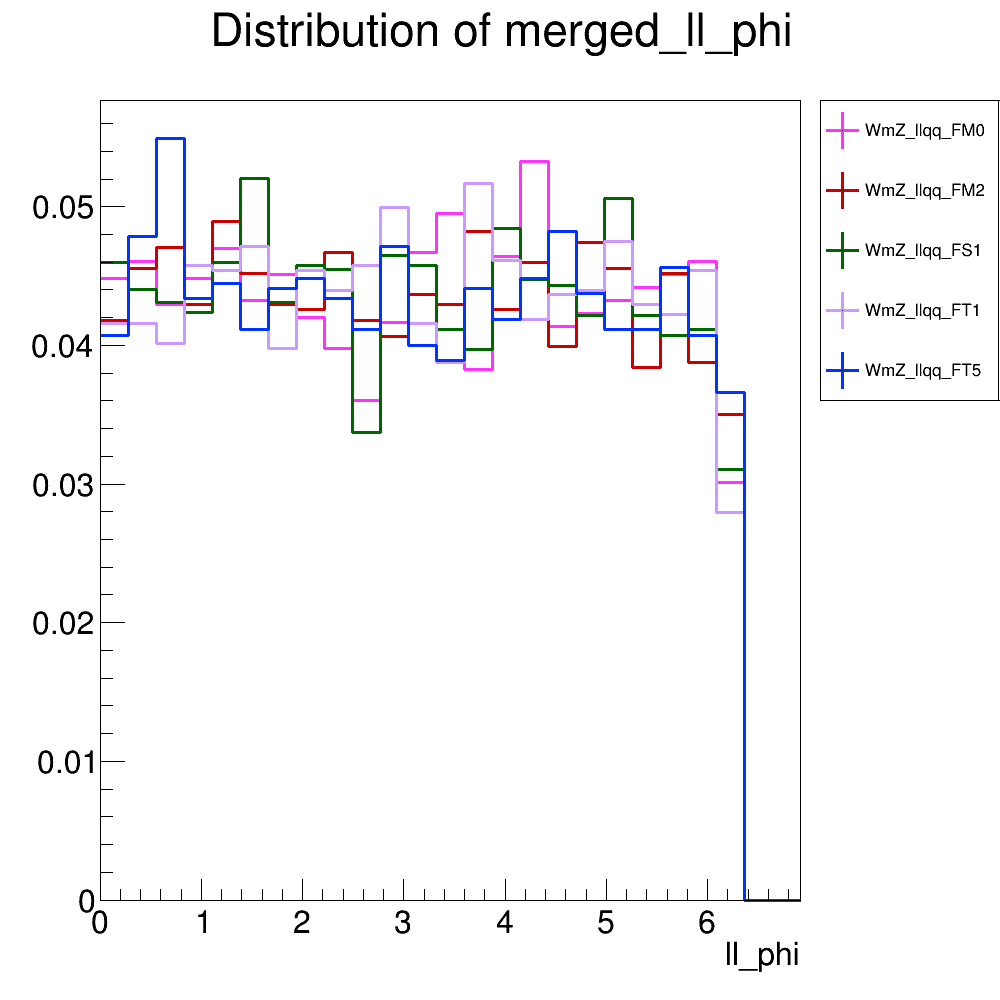 Distribution of merged_ll_phi
WmZ_llqq_FM0
WmZ_llqq_FM2
WmZ_llqq_FS1
WmZ_llqq_FT1
WmZ_llqq_FT5
0.05
0.04
0.03
0.02
0.01
0
0 1 2 3 4 5 6
ll_phi